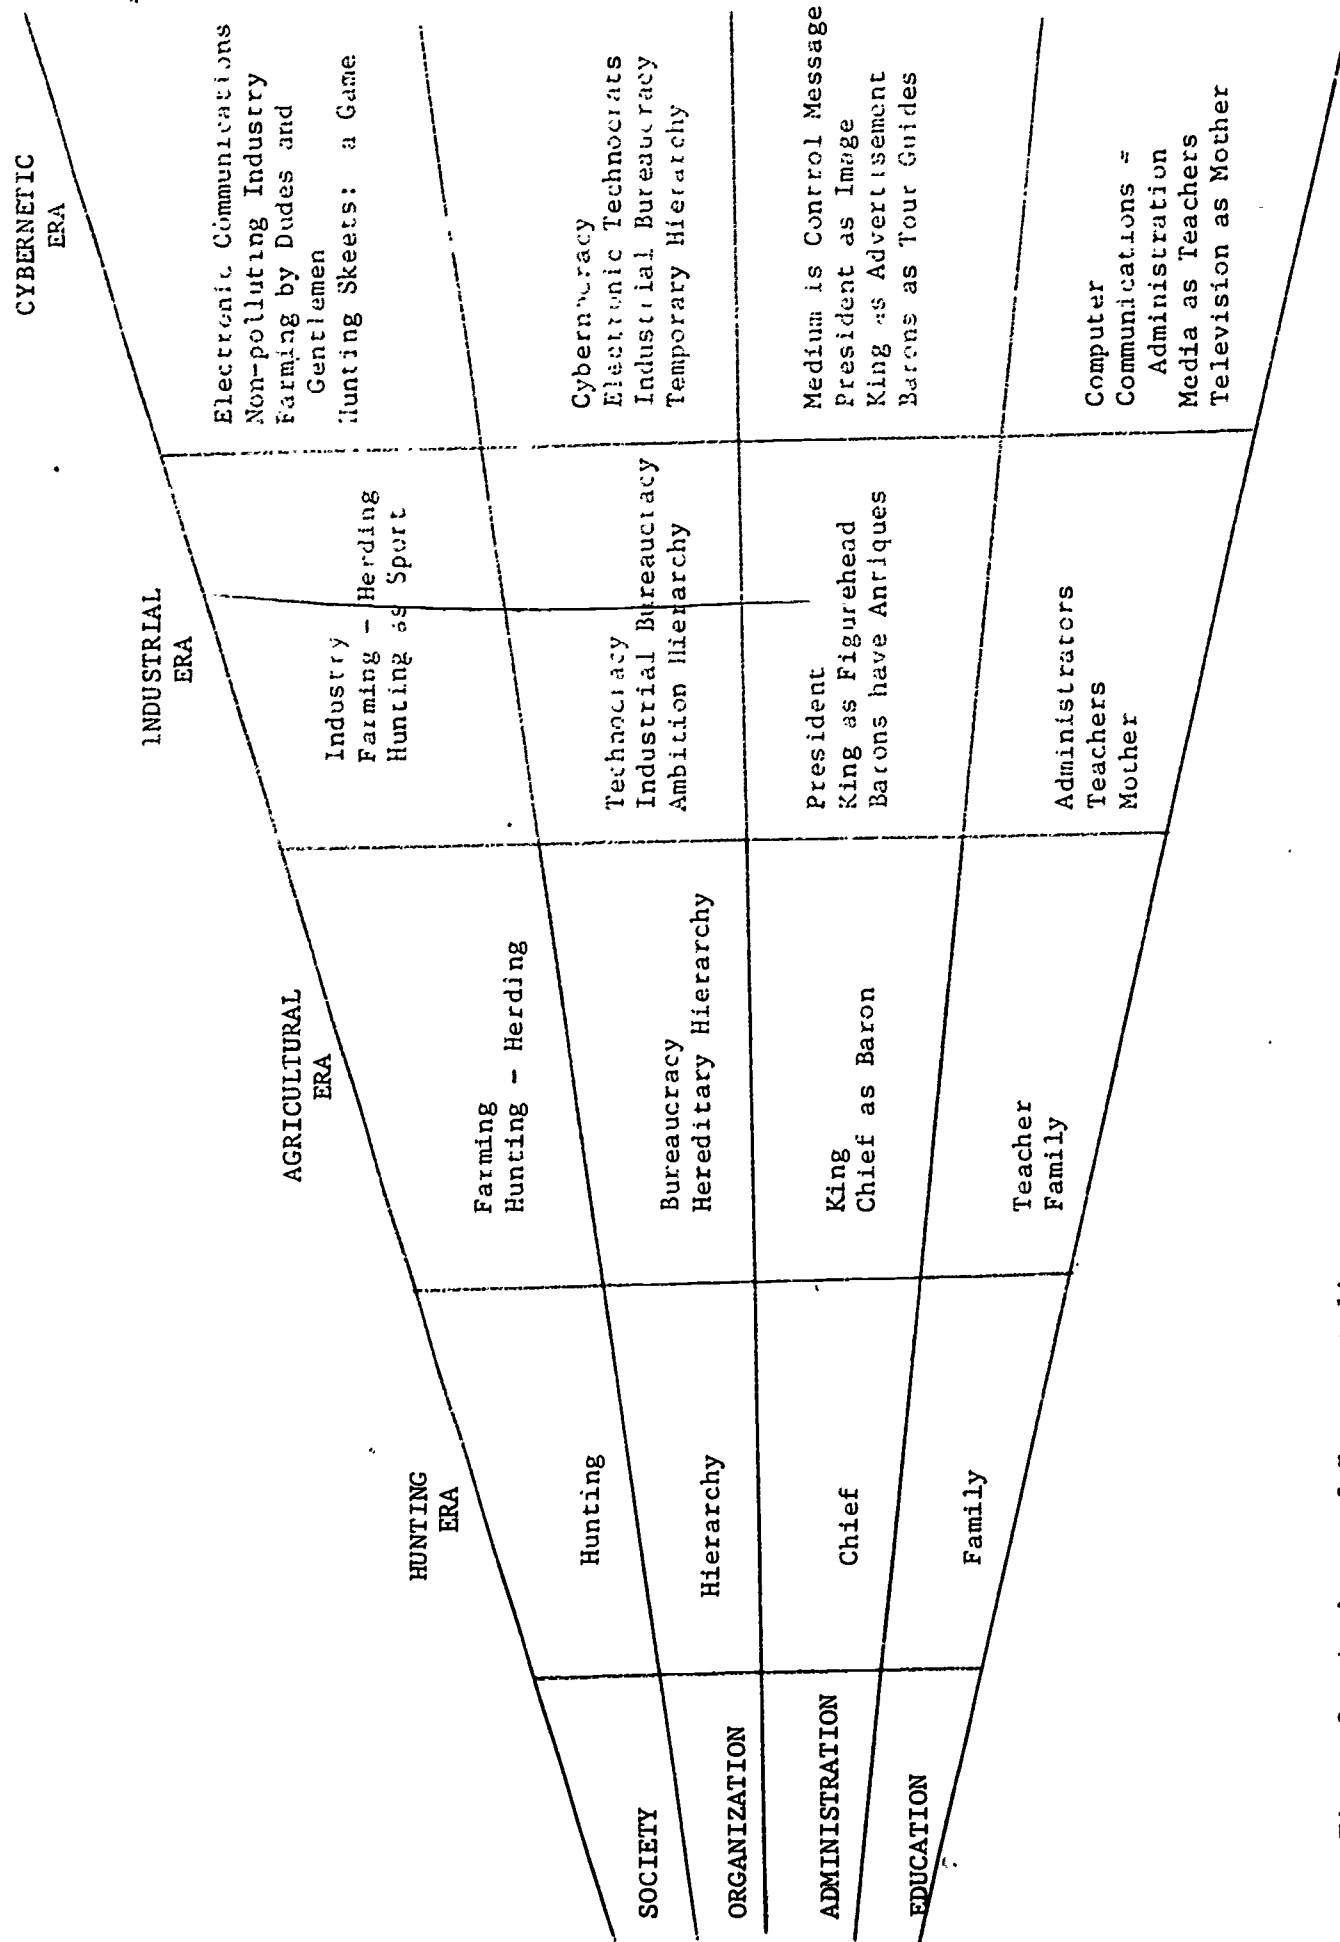 HUNTING
ERA
AGRICULTURAL
ERA
INDUSTRIAL
ERA
CYBERNETIC
ERA
SOCIETY
Hunting
Farming
Hunting - Herding
Industry
Farming - Herding
Hunting as Sport
Electronic Communications
Non-polluting Industry
Farming by Dudes and
Gentlemen
Hunting Skeets: a Game
ORGANIZATION
Hierarchy
Bureaucracy
Hereditary Hierarchy
Technocracy
Industrial Bureaucracy
Ambition Hierarchy
Cybernocracy
Electronic Technocrats
Industrial Bureaucracy
Temporary Hierarchy
ADMINISTRATION
Chief
King
Chief as Baron
President
King as Figurehead
Barons have Antiques
Medium is Control Message
President as Image
King as Advertisement
Barons as Tour Guides
EDUCATION
Family
Teacher
Family
Administrators
Teachers
Mother
Computer
Communications =
Administration
Media as Teachers
Television as Mother